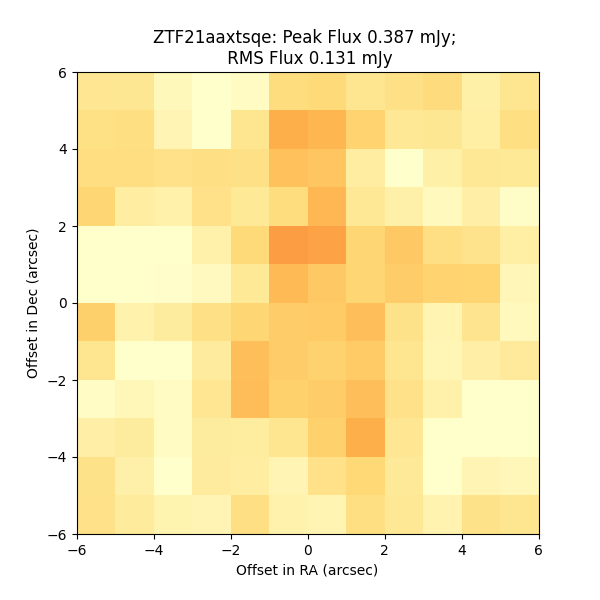 ZTF21aaxtsqe: Peak Flux 0.387 mJy;
RMS Flux 0.131 mJy
6
4
2
0
−2
−4
−6
Offset in Dec (arcsec)
−6 −4 −2 0 2 4 6
Offset in RA (arcsec)